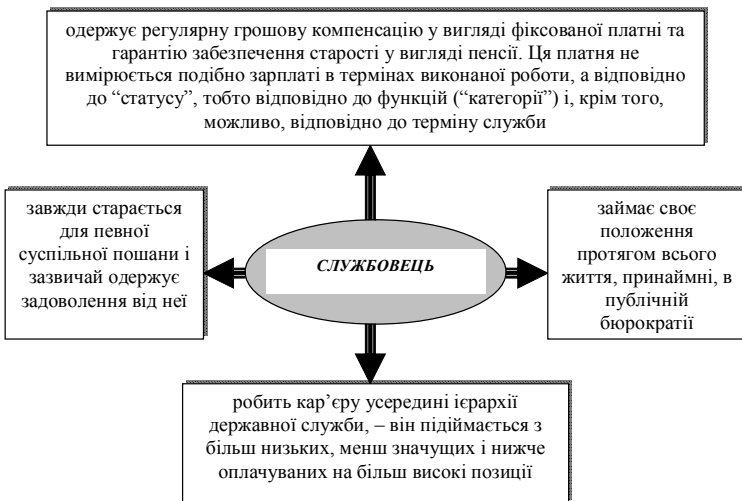 одержує регулярну грошову компенсацію у вигляді фіксованої платні та
гарантію забезпечення старості у вигляді пенсії. Ця платня не
вимірюється подібно зарплаті в термінах виконаної роботи, а відповідно
до “статусу”, тобто відповідно до функцій (“категорії”) і, крім того,
можливо, відповідно до терміну служби
завжди старається
для певної
суспільної пошани і
зазвичай одержує
задоволення від неї
СЛУЖБОВЕЦЬ
займає своє
положення
протягом всього
життя, принаймні, в
публічній
бюрократії
робить кар’єру усередині ієрархії
державної служби, – він підіймається з
більш низьких, менш значущих і нижче
оплачуваних на більш високі позиції